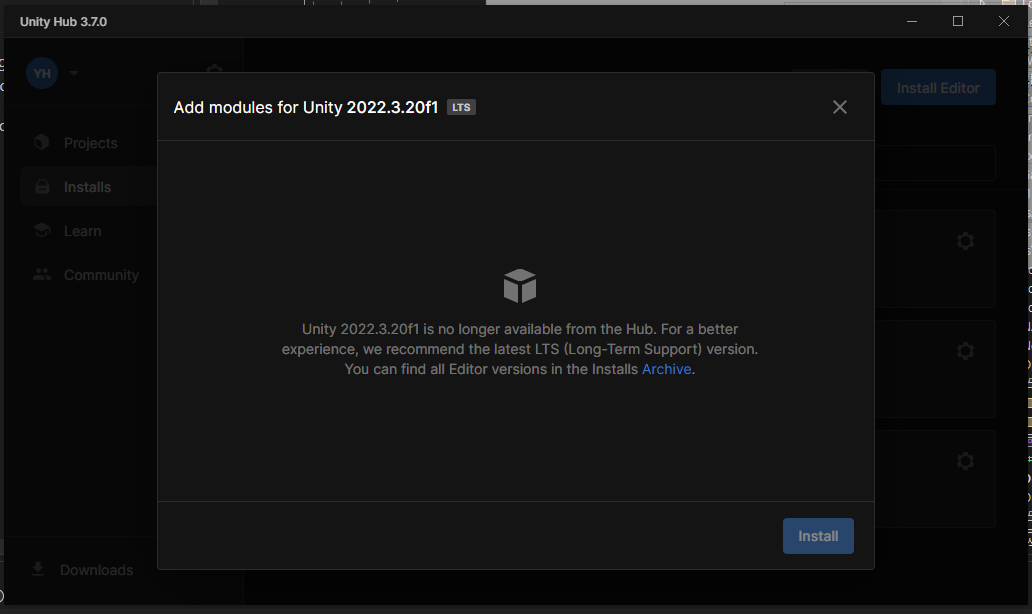 Unity Hub 3.7.0
YH
Install Editor
Add modules for Unity 2022.3.20f1 LTS
Projects
Installs
Learn
Community
Unity 2022.3.20f1 is no longer available from the Hub. For a better
experience, we recommend the latest LTS (Long-Term Support) version.
You can find all Editor versions in the Installs Archive.
Install
Downloads